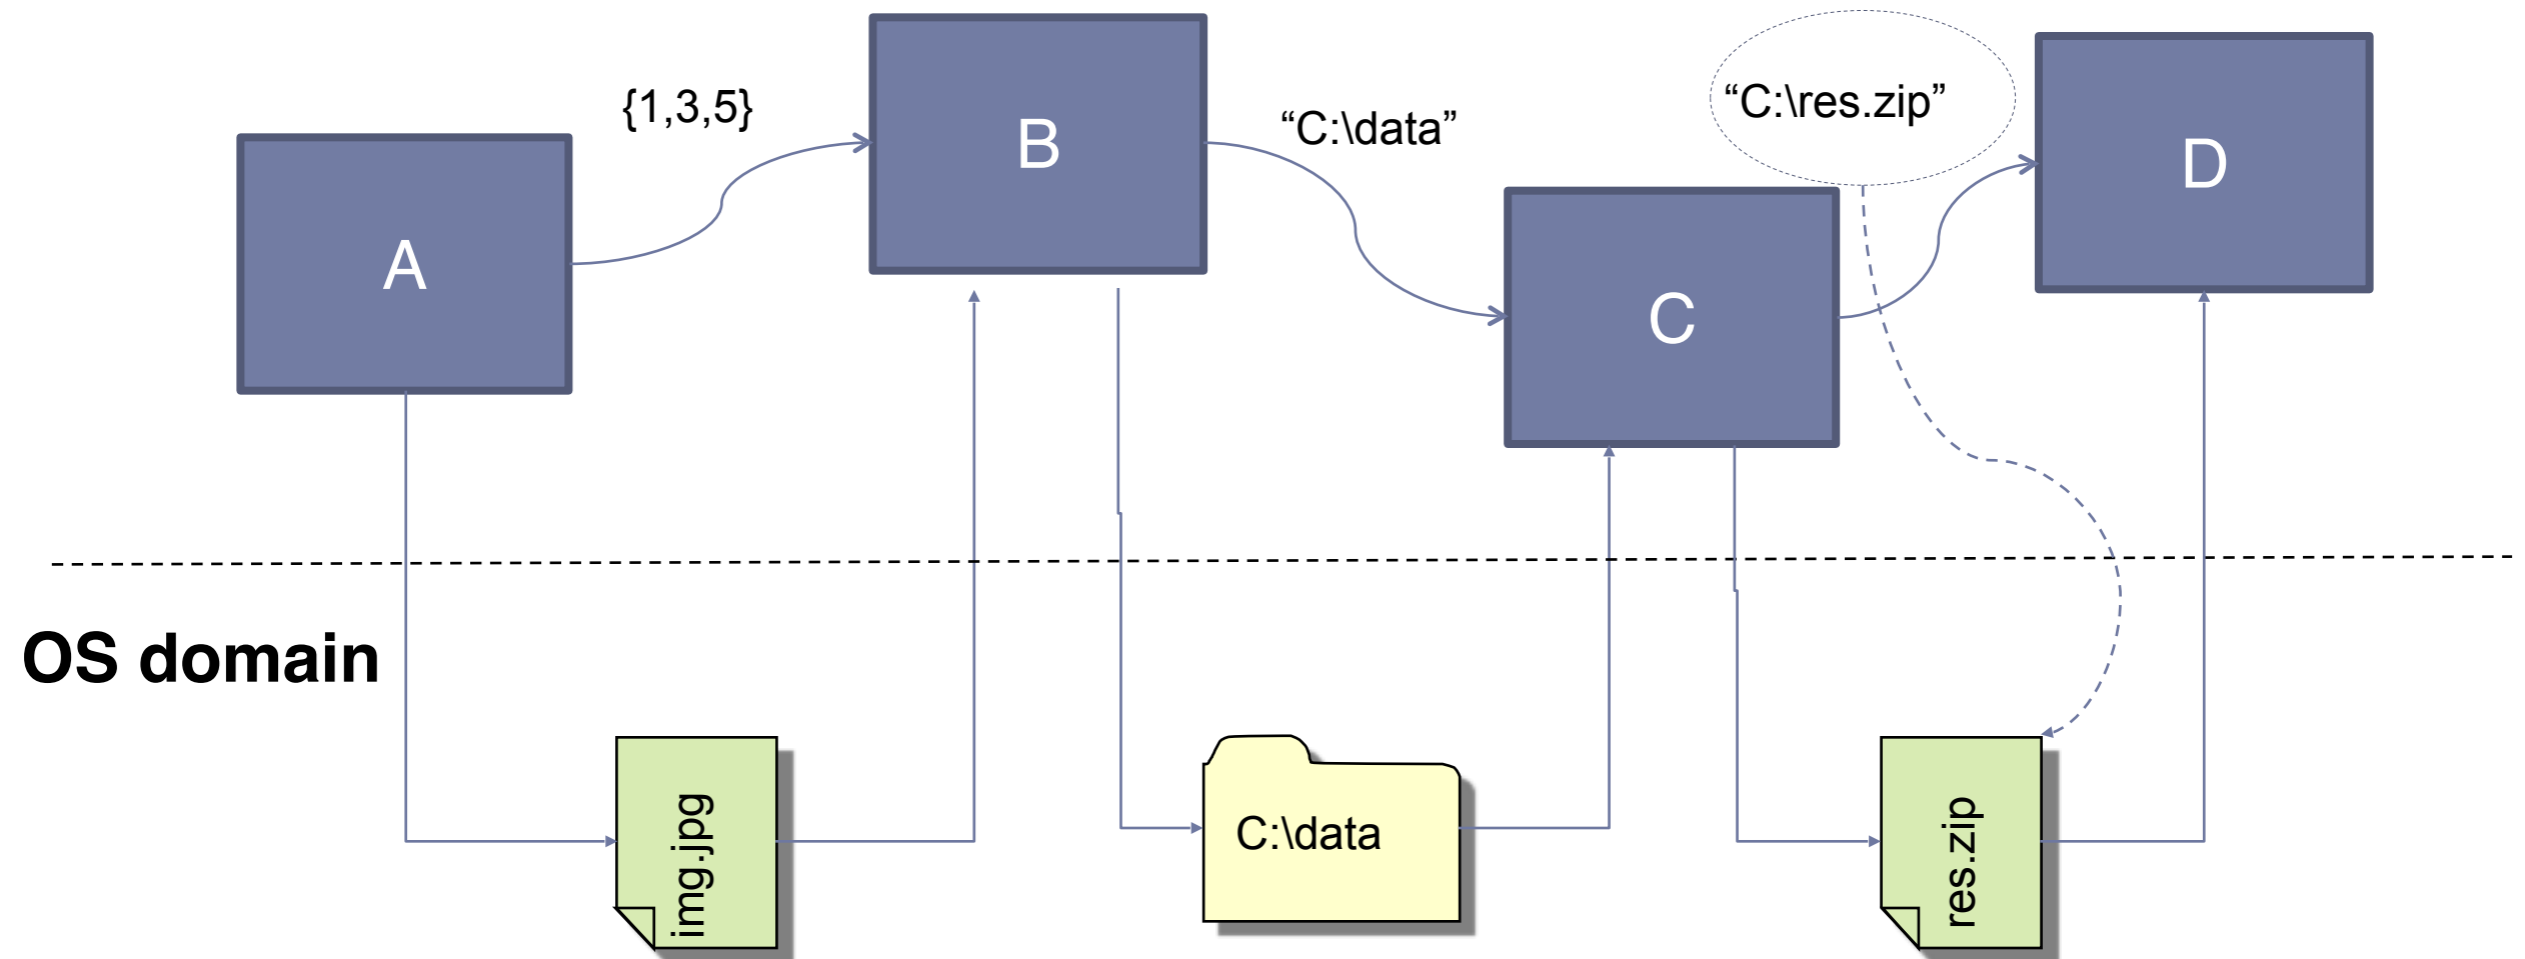 {1,3,5}
B
“C:\data”
“C:\res.zip”
D
A
C
OS domain
img.jpg
C:\data
res.zip